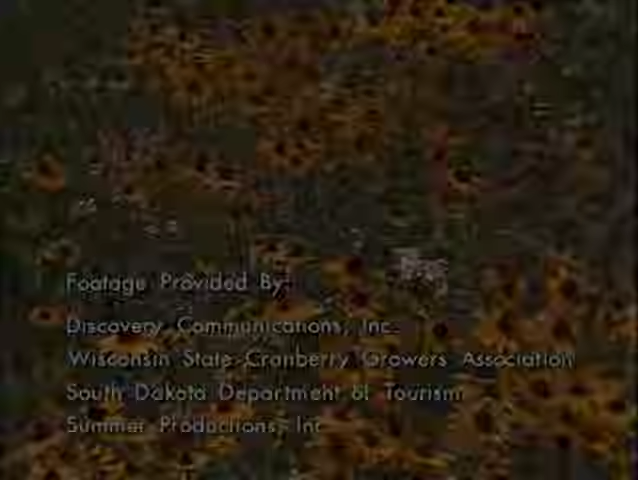 Footage Provided By:
Discovery Communications, Inc.
Wisconsin State Cranberry Growers Association
South Dakota Department of Tourism
Summer Productions, Inc